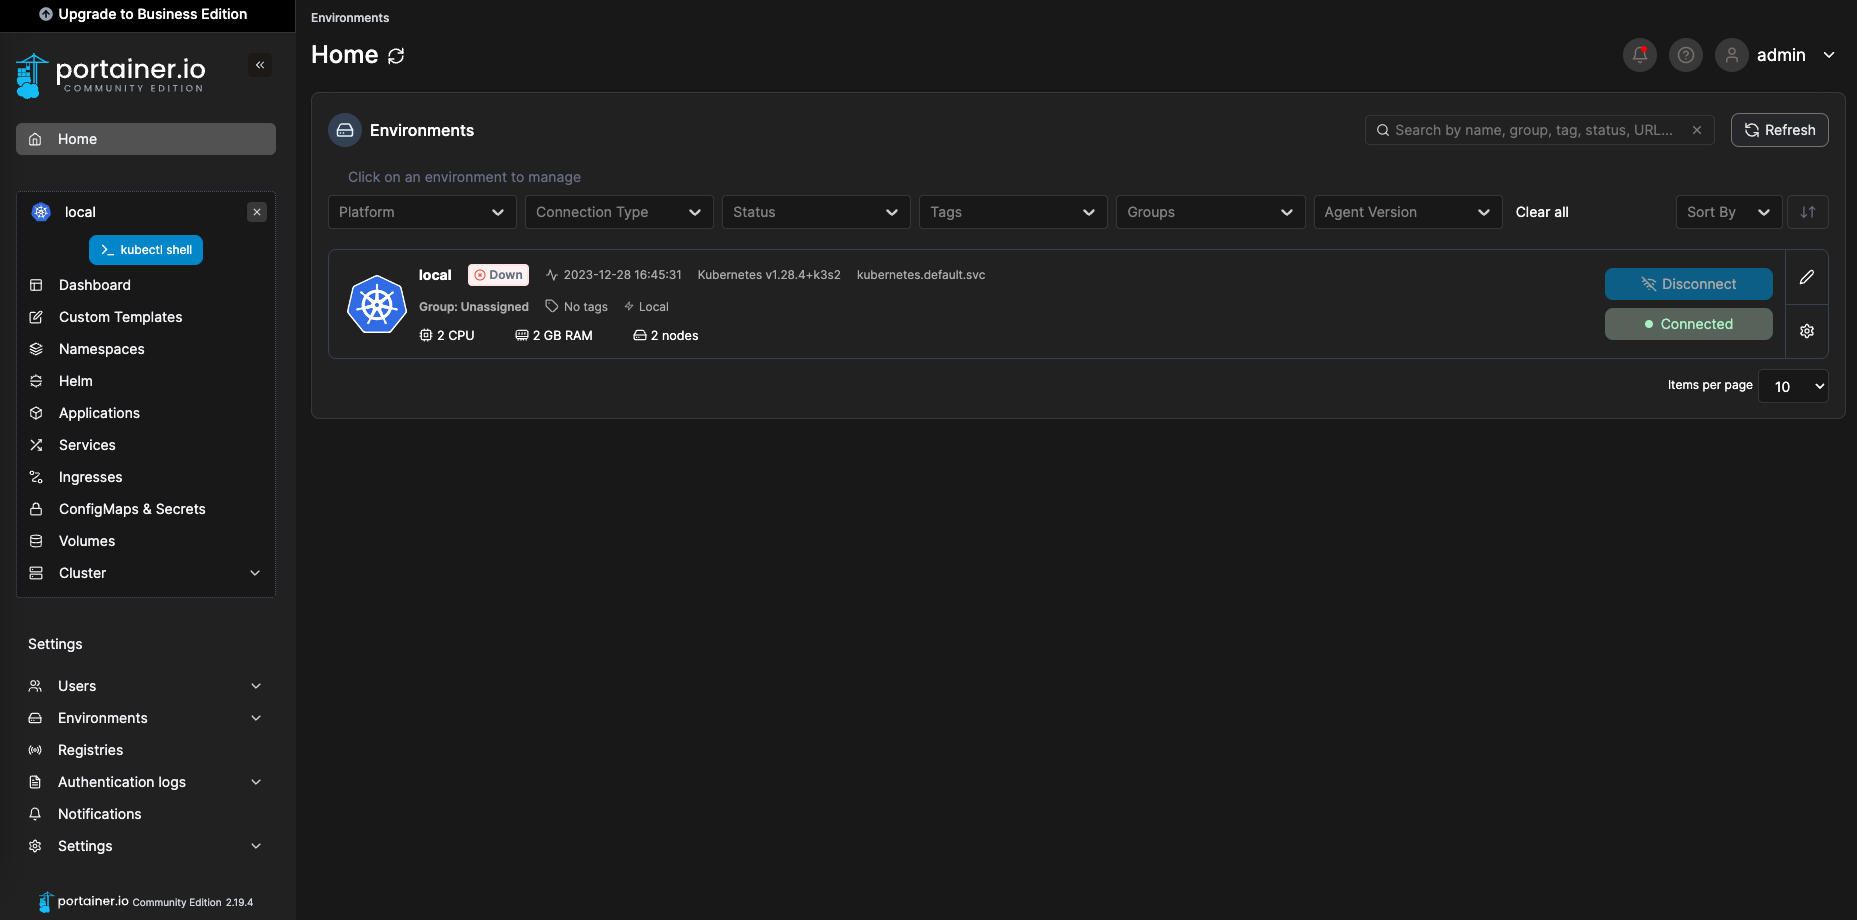 Upgrade to Business Edition
portainer.io
COMMUNITY EDITION
Home
local
kubectl shell
Dashboard
Custom Templates
Namespaces
Helm
Applications
Services
Ingresses
ConfigMaps & Secrets
Volumes
Cluster
Settings
Users
Environments
Registries
Authentication logs
Notifications
Settings
portainer.io Community Edition 2.19.4
Environments
Home
admin
Environments
Search by name, group, tag, status, URL...
Refresh
Click on an environment to manage
Platform
Connection Type
Status
Tags
Groups
Agent Version
Clear all
Sort By
local Down 2023-12-28 16:45:31 Kubernetes v1.28.4+k3s2 kubernetes.default.svc
Group: Unassigned No tags Local
2 CPU 2 GB RAM 2 nodes
Disconnect
Connected
Items per page 10